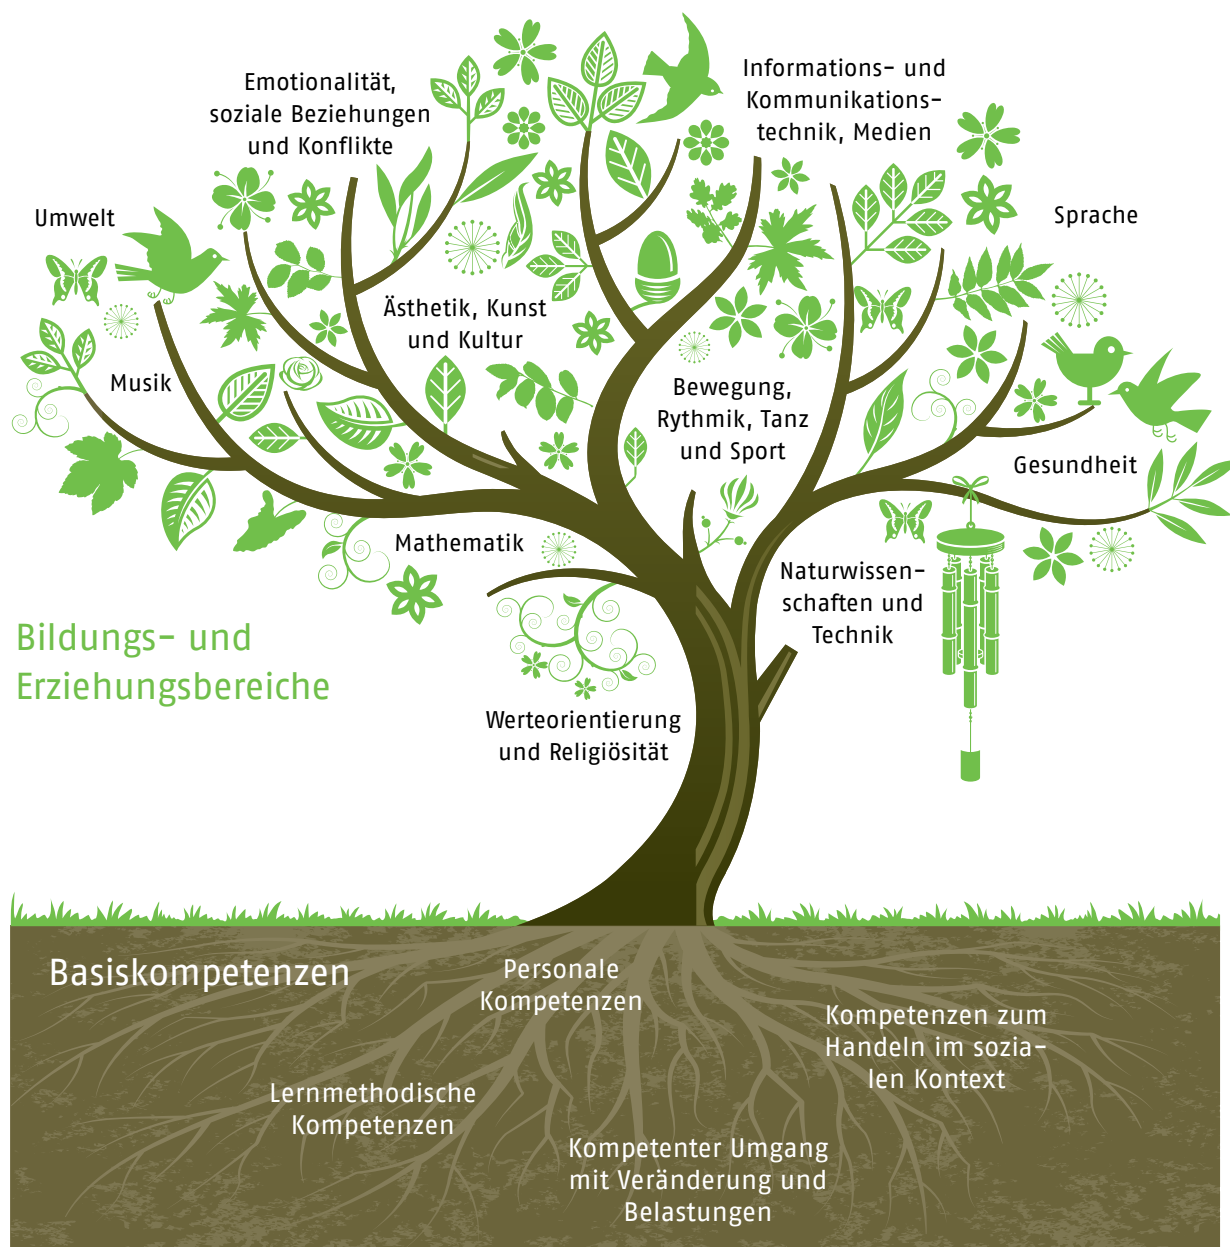 Emotionalität,
soziale Beziehungen
und Konflikte
Informations- und
Kommunikations-
technik, Medien
Umwelt
Sprache
Ästhetik, Kunst
und Kultur
Musik
Bewegung,
Rythmik, Tanz
und Sport
Gesundheit
Mathematik
Naturwissen-
schaften und
Technik
Bildungs- und
Erziehungsbereiche
Werteorientierung
und Religiösität
Basiskompetenzen
Personale
Kompetenzen
Kompetenzen zum
Handeln im sozia-
len Kontext
Lernmethodische
Kompetenzen
Kompetenter Umgang
mit Veränderung und
Belastungen